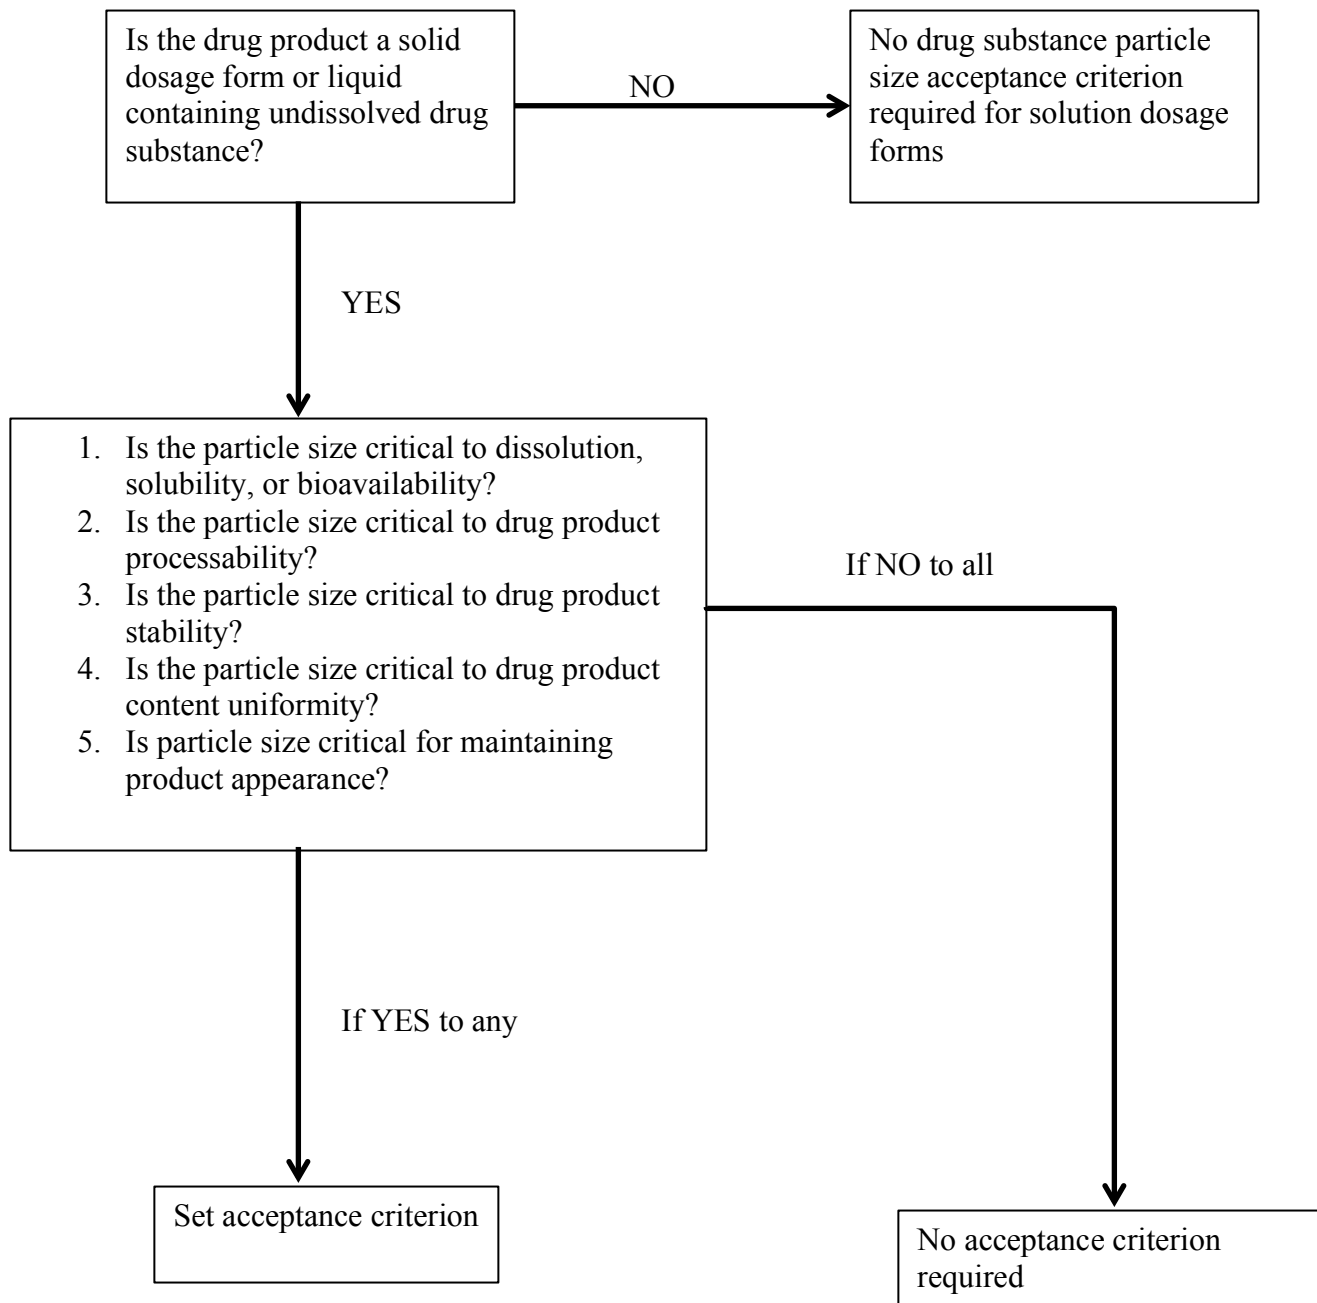 Is the drug product a solid
dosage form or liquid
containing undissolved drug
substance?
NO
No drug substance particle
size acceptance criterion
required for solution dosage
forms
YES
1. Is the particle size critical to dissolution,
solubility, or bioavailability?
2. Is the particle size critical to drug product
processability?
3. Is the particle size critical to drug product
stability?
4. Is the particle size critical to drug product
content uniformity?
5. Is particle size critical for maintaining
product appearance?
If NO to all
If YES to any
Set acceptance criterion
No acceptance criterion
required